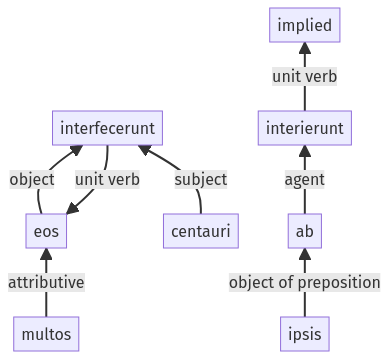 implied
unit verb
interfecerunt
interierunt
object
unit verb
subject
agent
eos
centauri
ab
attributive
object of preposition
multos
ipsis